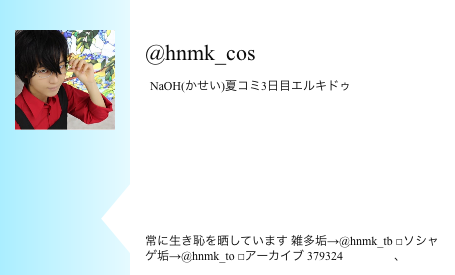 @hnmk_cos
NaOH(かせい)夏コミ3日目エルキドゥ
常に生き恥を晒しています 雑多垢→@hnmk_tb □ソシャ
ゲ垢→@hnmk_to □アーカイブ 379324 、